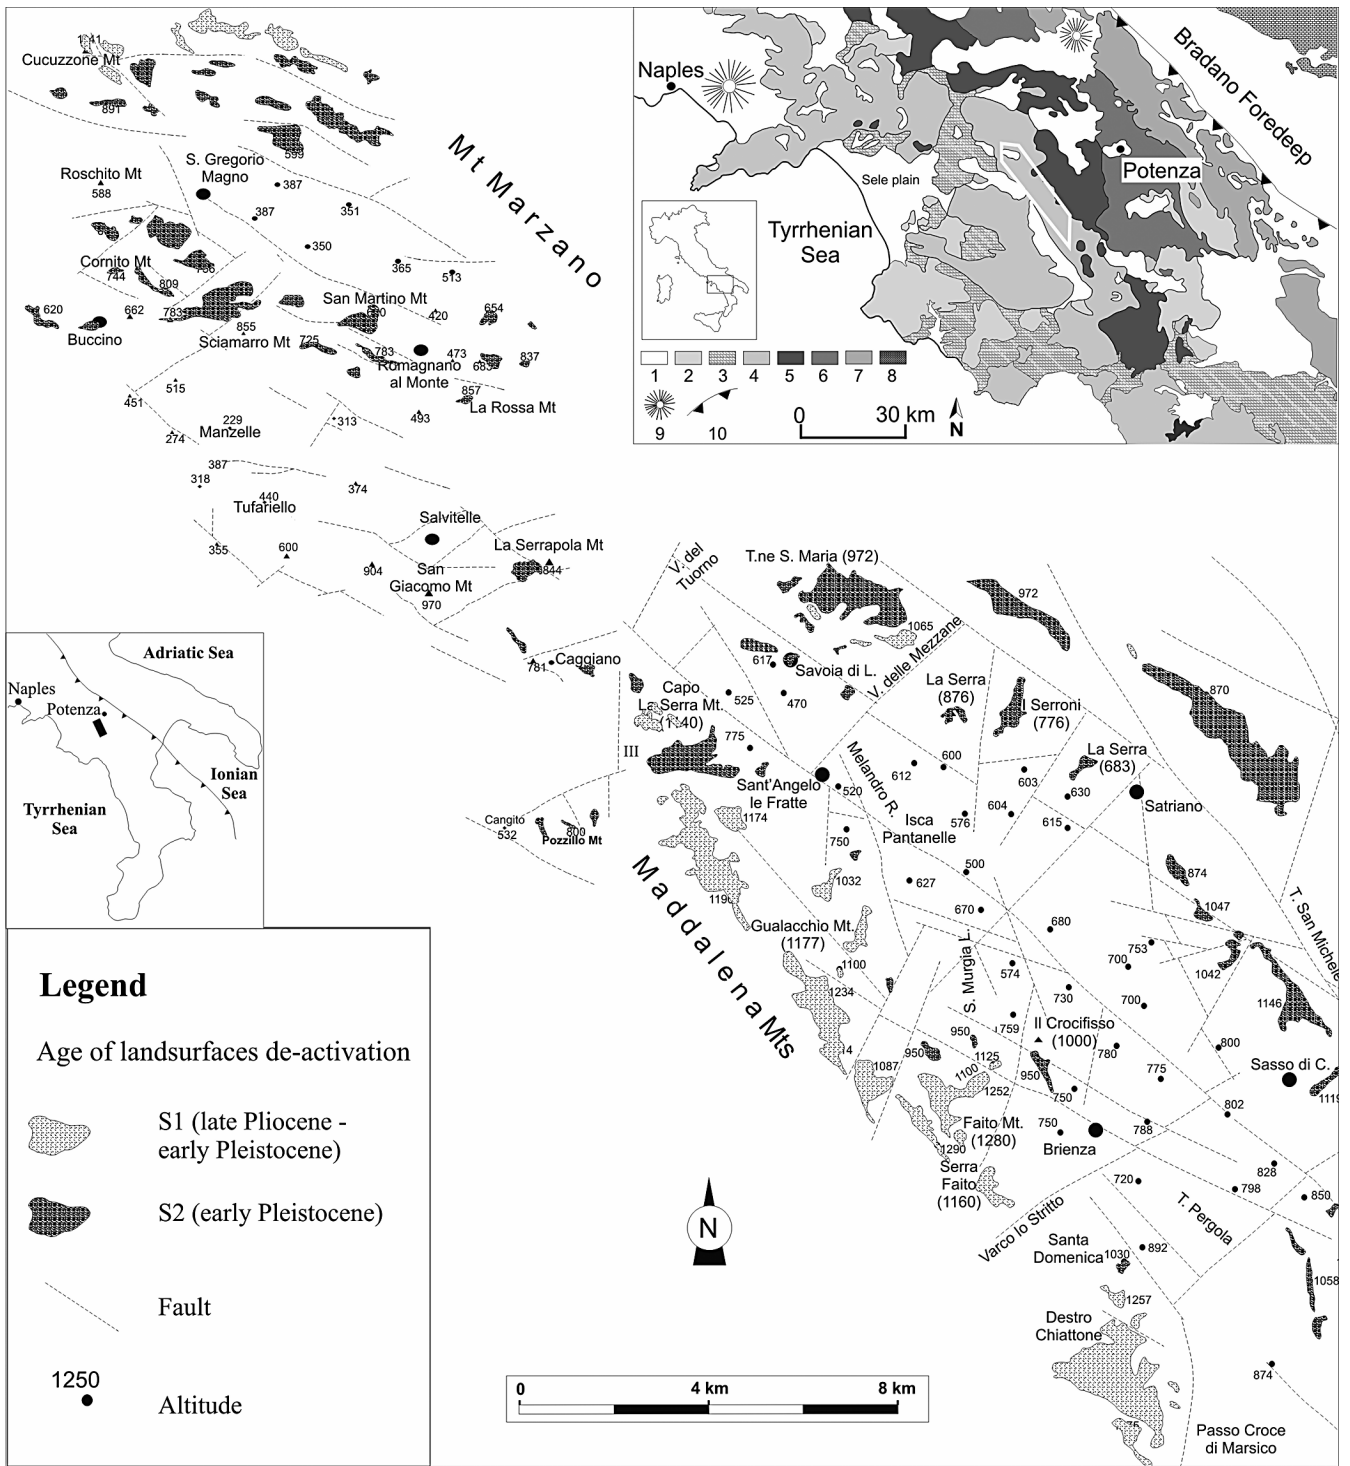 Cucuzzone Mt
891
599
Roschito Mt
588
S. Gregorio
Magno
387
387
351
350
365
513
Mt Marzano
Cornito Mt
744
809
620
662
783
Buccino
855
Sciamarro Mt
San Martino Mt
420
654
725
783
473
837
Romagnano
al Monte
857
La Rossa Mt
515
451
493
313
229
Manzelle
274
387
318
374
440
Tufariello
Salvitelle
355
600
904
La Serrapola Mt
844
San
Giacomo Mt
970
781
Caggiano
Naples
Bradano Foredeep
Potenza
Sele plain
Tyrrhenian
Sea
1
2
3
4
5
6
7
8
9
10
0
30 km
N
V. del
Tuorno
T.ne S. Maria (972)
972
1065
617
Savoia di L.
V. delle Mezzane
Capo
La Serra Mt.
(1140)
525
470
La Serra
(876)
I Serroni
(776)
870
III
775
Sant'Angelo
le Fratte
520
Melandro R.
612
600
603
La Serra
(683)
630
Satriano
604
576
615
Isca
Pantanelle
Cangito
532
800
Pozzillo Mt
1174
750
1032
627
500
874
1047
Maddalena Mts
Gualacchio Mt.
(1177)
670
680
753
700
1042
T. San Michele
1100
1234
S. Murgia L.
574
730
700
1146
759
Il Crocifisso
(1000)
950
950
1125
780
800
1087
1100
1252
950
750
775
Sasso di C.
802
Faito Mt.
(1280)
750
Brienza
788
1290
Serra
Faito
(1160)
828
720
798
850
Varco lo Stritto
T. Pergola
Santa
Domenica
1030
892
1058
1257
Destro
Chiattone
874
Passo Croce
di Marsico
Adriatic Sea
Naples
Potenza
Ionian
Sea
Tyrrhenian
Sea
Legend
Age of landsurfaces de-activation
S1 (late Pliocene -
early Pleistocene)
S2 (early Pleistocene)
Fault
1250
Altitude
N
0
4 km
8 km